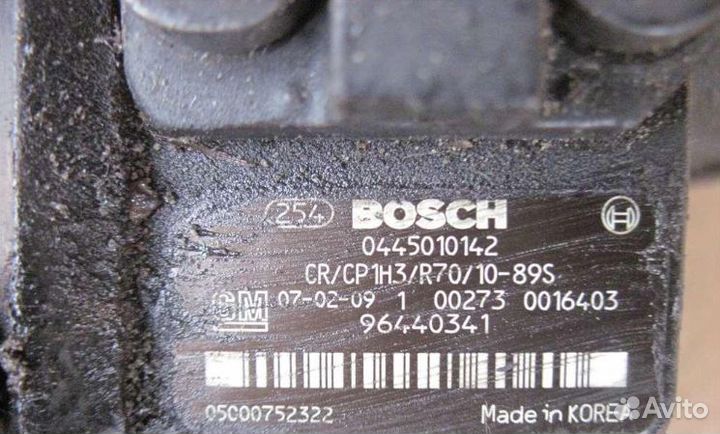 254 BOSCH
0445010142
CR/CP1H3/R70/10-89S
GM 07-02-09 1 00273 0016403
96440341
05C00752322 Made in KOREA
Avito